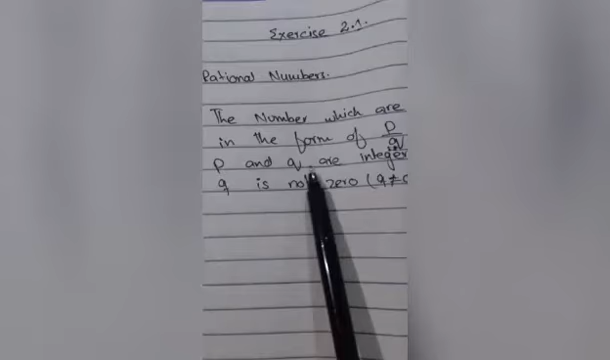 Exercise 2.1.
Rational Numbers.
The Number which are
in the form of p/q
p and q are Integer
q is not zero (q≠0